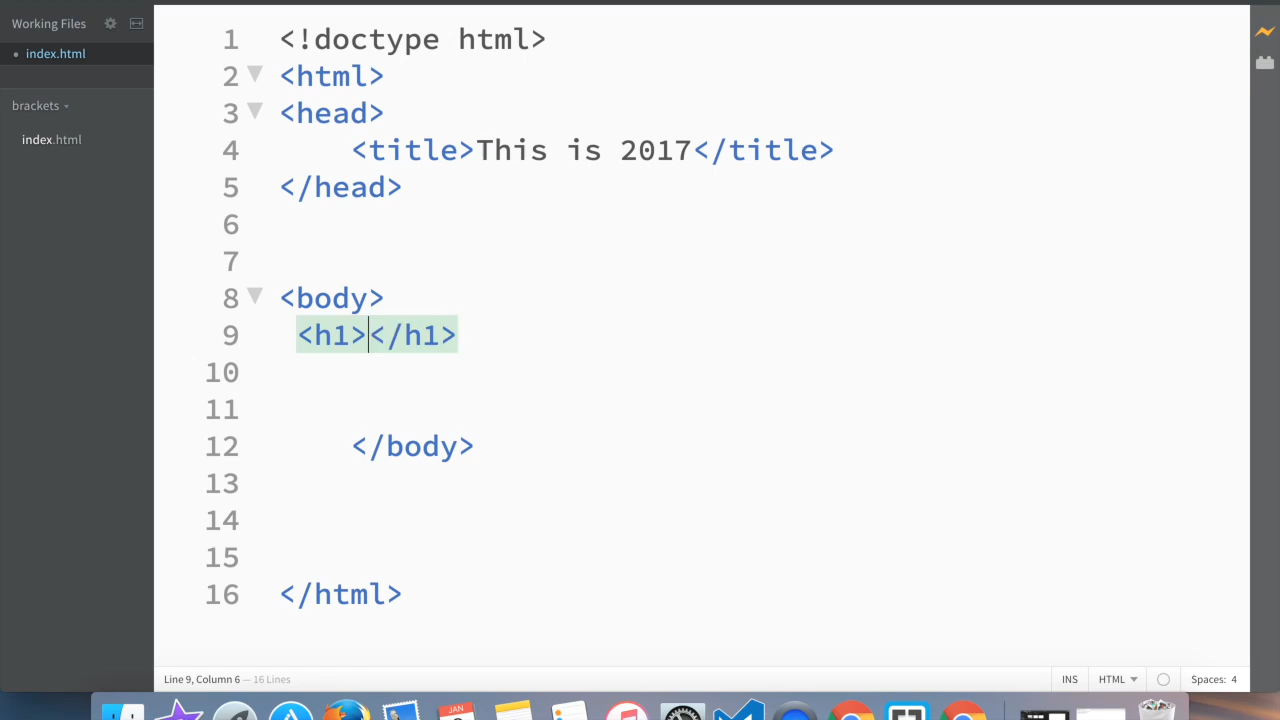 Working Files
index.html
brackets
index.html
1 <!doctype html>
2 <html>
3 <head>
4 <title>This is 2017</title>
5 </head>
6
7
8 <body>
9 <h1></h1>
10
11
12 </body>
13
14
15
16 </html>
Line 9, Column 6 — 16 Lines
INS HTML Spaces: 4
JAN